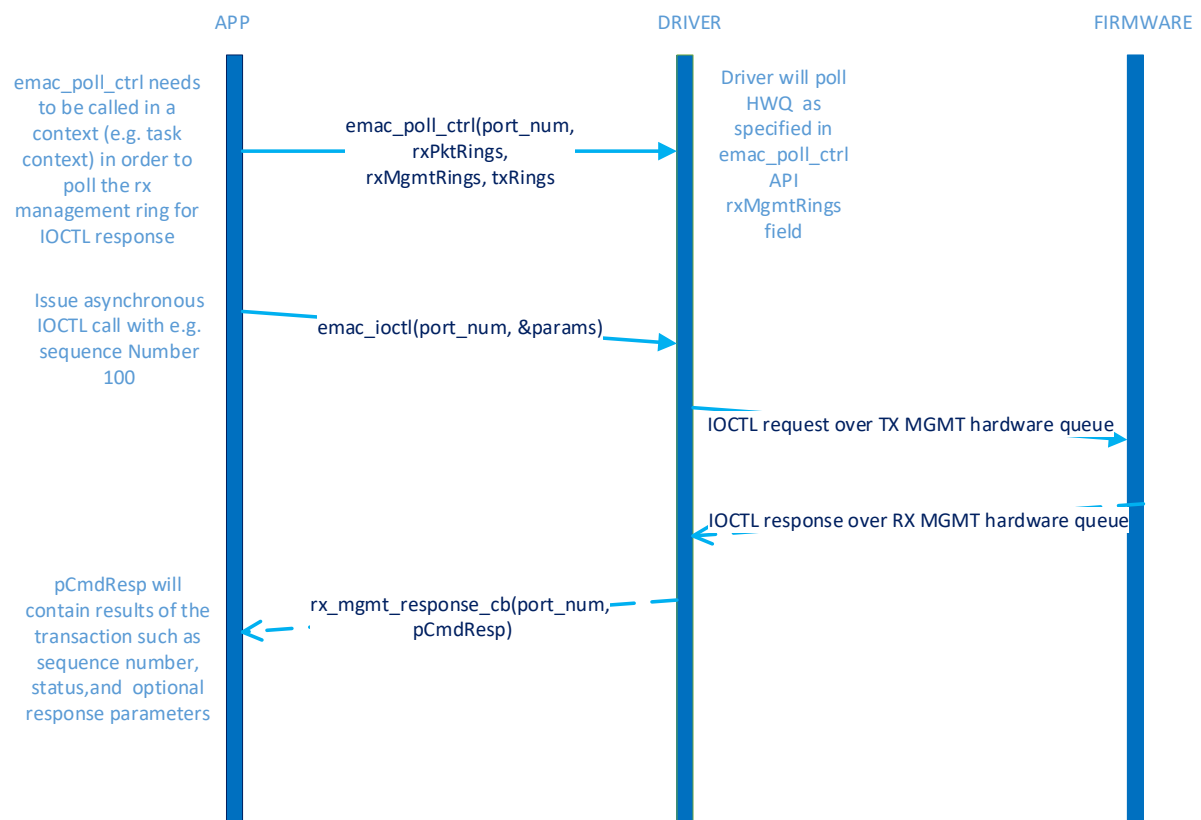 APP
DRIVER
FIRMWARE
emac_poll_ctrl needs
to be called in a
context (e.g. task
context) in order to
poll the rx
management ring for
IOCTL response
emac_poll_ctrl(port_num,
rxPktRings,
rxMgmtRings, txRings
Driver will poll
HWQ as
specified in
emac_poll_ctrl
API
rxMgmtRings
field
Issue asynchronous
IOCTL call with e.g.
sequence Number
100
emac_ioctl(port_num, &params)
IOCTL request over TX MGMT hardware queue
IOCTL response over RX MGMT hardware queue
pCmdResp will
contain results of the
transaction such as
sequence number,
status,and optional
response parameters
rx_mgmt_response_cb(port_num,
pCmdResp)